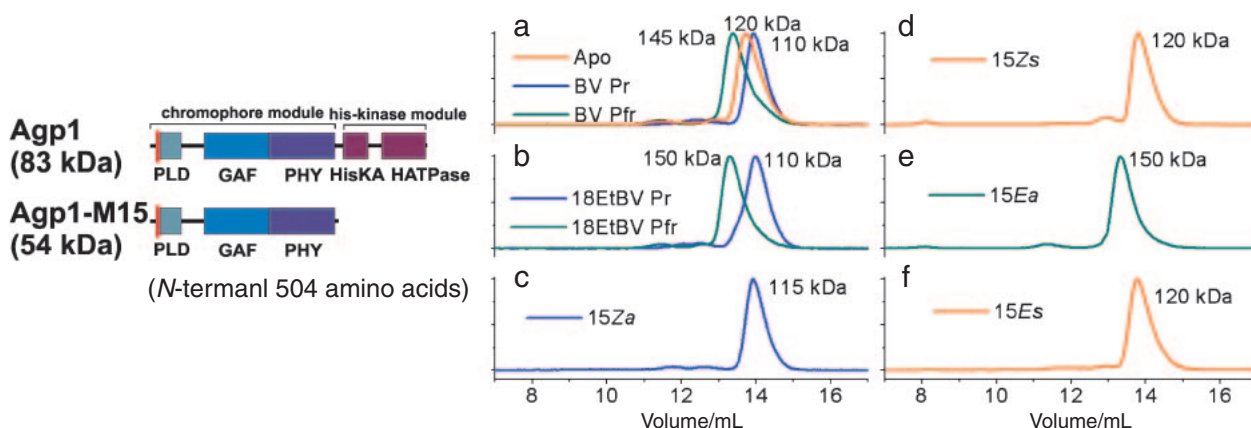 chromophore module his-kinase module
Agp1
(83 kDa)
PLD GAF PHY HisKA HATPase
Agp1-M15
(54 kDa)
PLD GAF PHY
(N-termanl 504 amino acids)
a
145 kDa 120 kDa 110 kDa
Apo
BV Pr
BV Pfr
b
150 kDa 110 kDa
18EtBV Pr
18EtBV Pfr
c
115 kDa
15Za
8 10 12 14 16
Volume/mL
d
120 kDa
15Zs
e
150 kDa
15Ea
f
120 kDa
15Es
8 10 12 14 16
Volume/mL